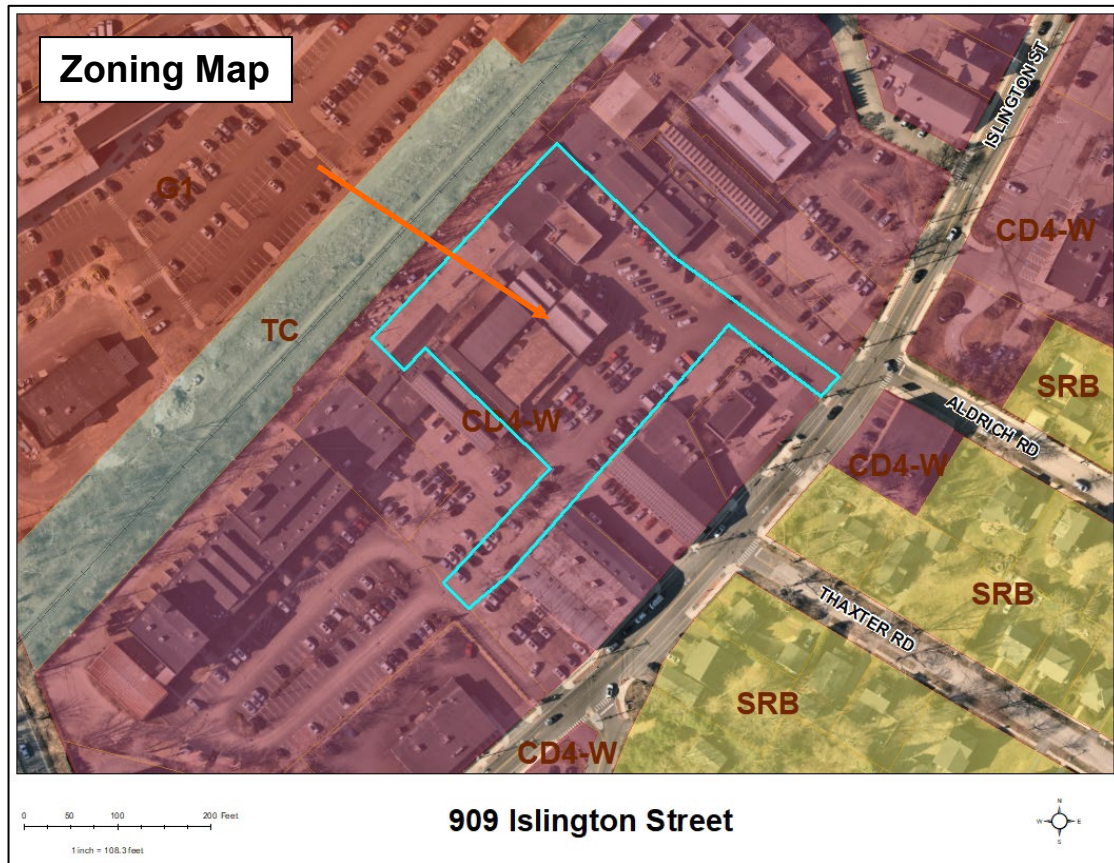 Zoning Map
ISLINGTON ST
G1
CD4-W
TC
SRB
ALDRICH RD
CD4-W
CD4-W
SRB
THAXTER RD
SRB
CD4-W
0 50 100 200 Feet
1 inch = 108.3 feet
909 Islington Street
N
W E
S